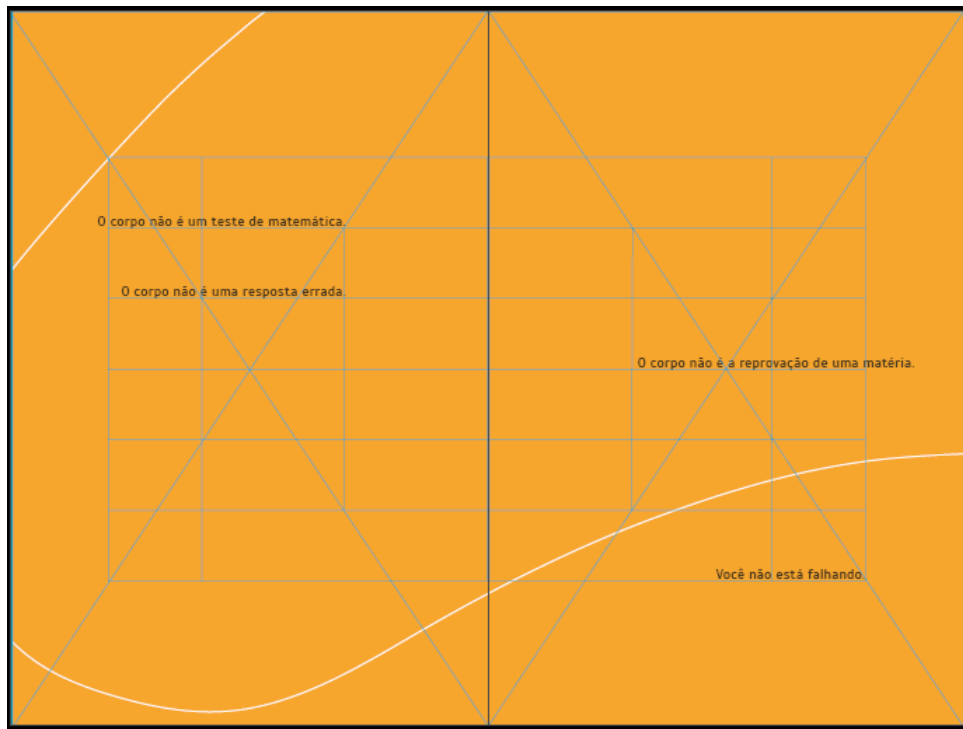 O corpo não é um teste de matemática.
O corpo não é uma resposta errada.
O corpo não é a reprovação de uma matéria.
Você não está falhando.